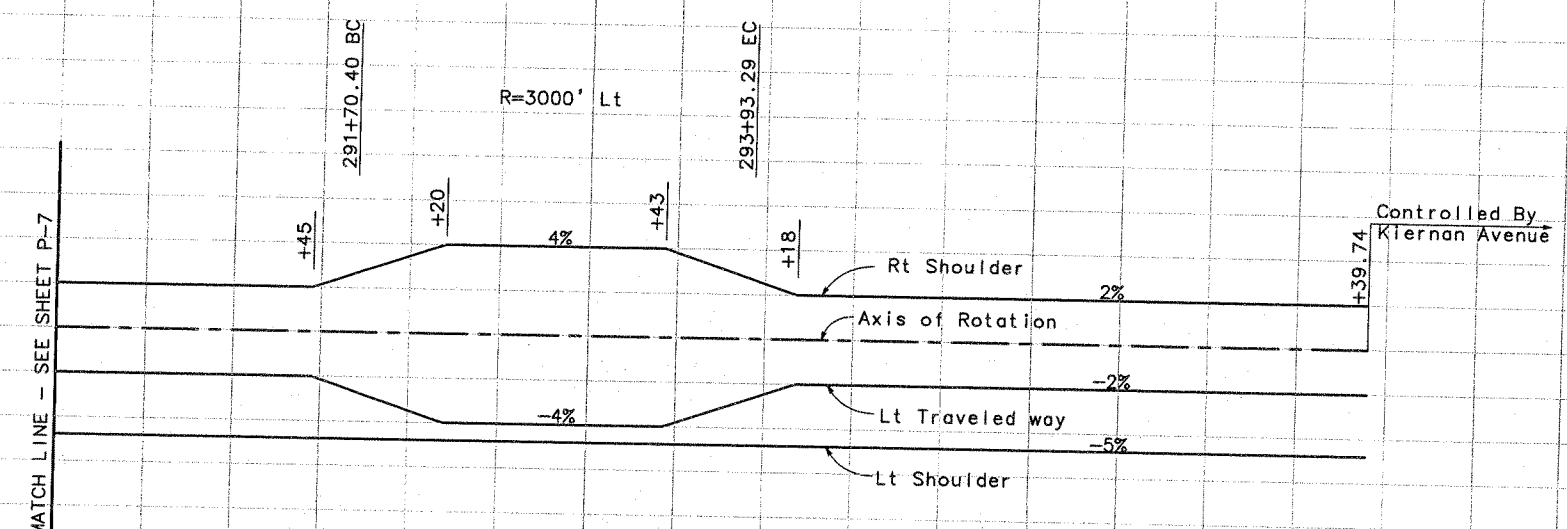 291+70.40 BC
R=3000' Lt
293+93.29 EC
+45
+20
+43
+18
4%
-4%
Rt Shoulder
2%
Axis of Rotation
-2%
Lt Traveled way
-5%
Lt Shoulder
+39.74
Controlled By
Kiernan Avenue
MATCH LINE - SEE SHEET P-7